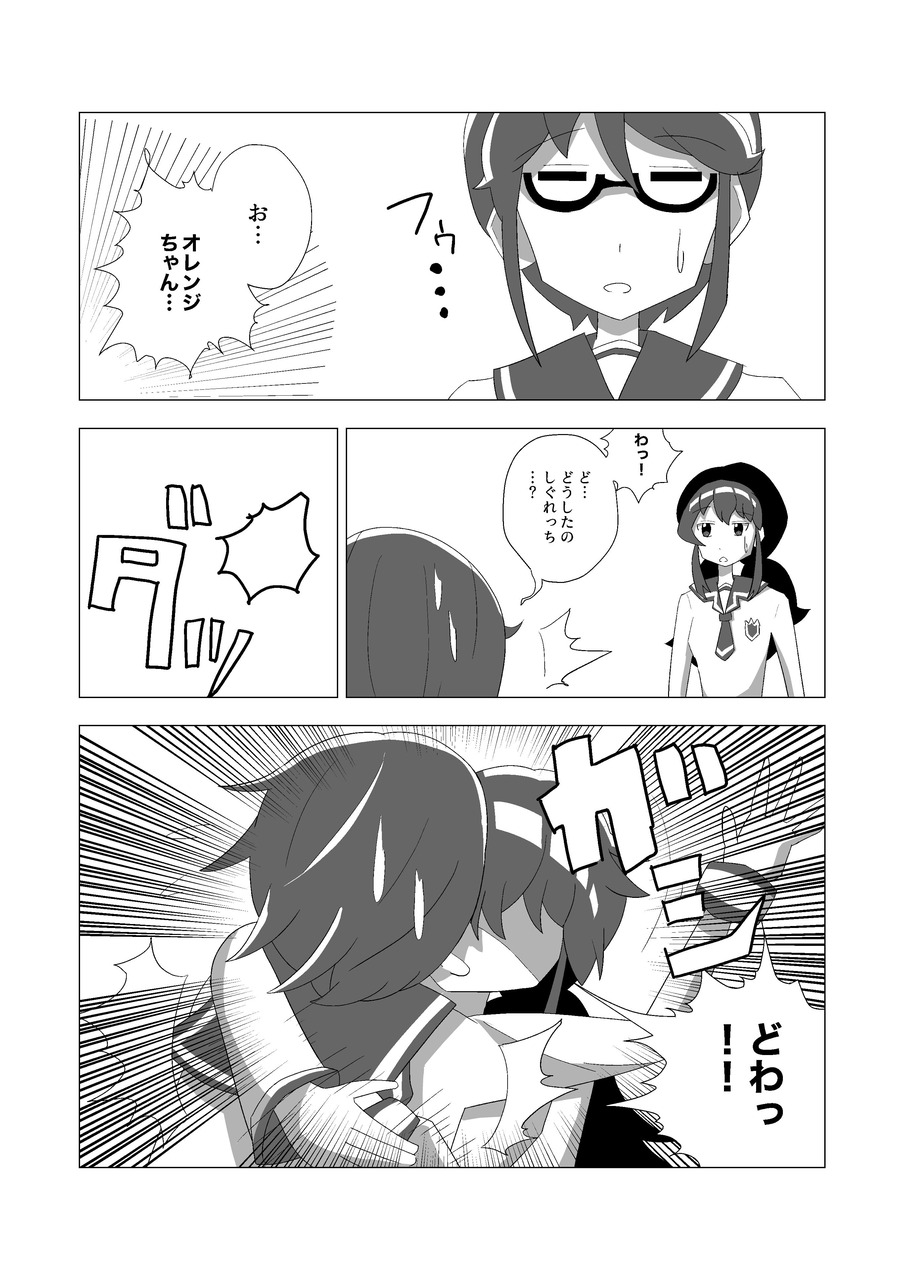 フゥ・・・
お…
オレンジ
ちゃん…
わっ！
ど…
どうしたの
しぐれっち
…？
ダッ
ガシッ
どわっ
！！